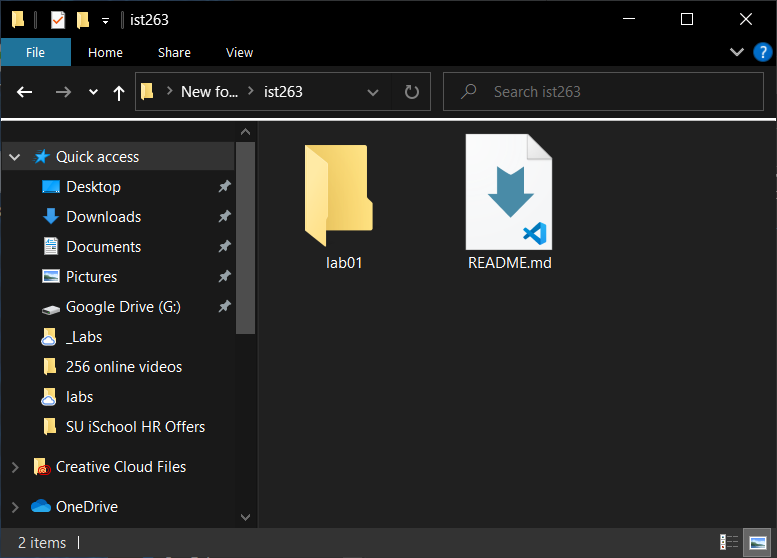 ist263
File Home Share View
New fo... ist263 Search ist263
Quick access
Desktop
Downloads
Documents
Pictures
Google Drive (G:)
_Labs
256 online videos
labs
SU iSchool HR Offers
Creative Cloud Files
OneDrive
lab01 README.md
2 items